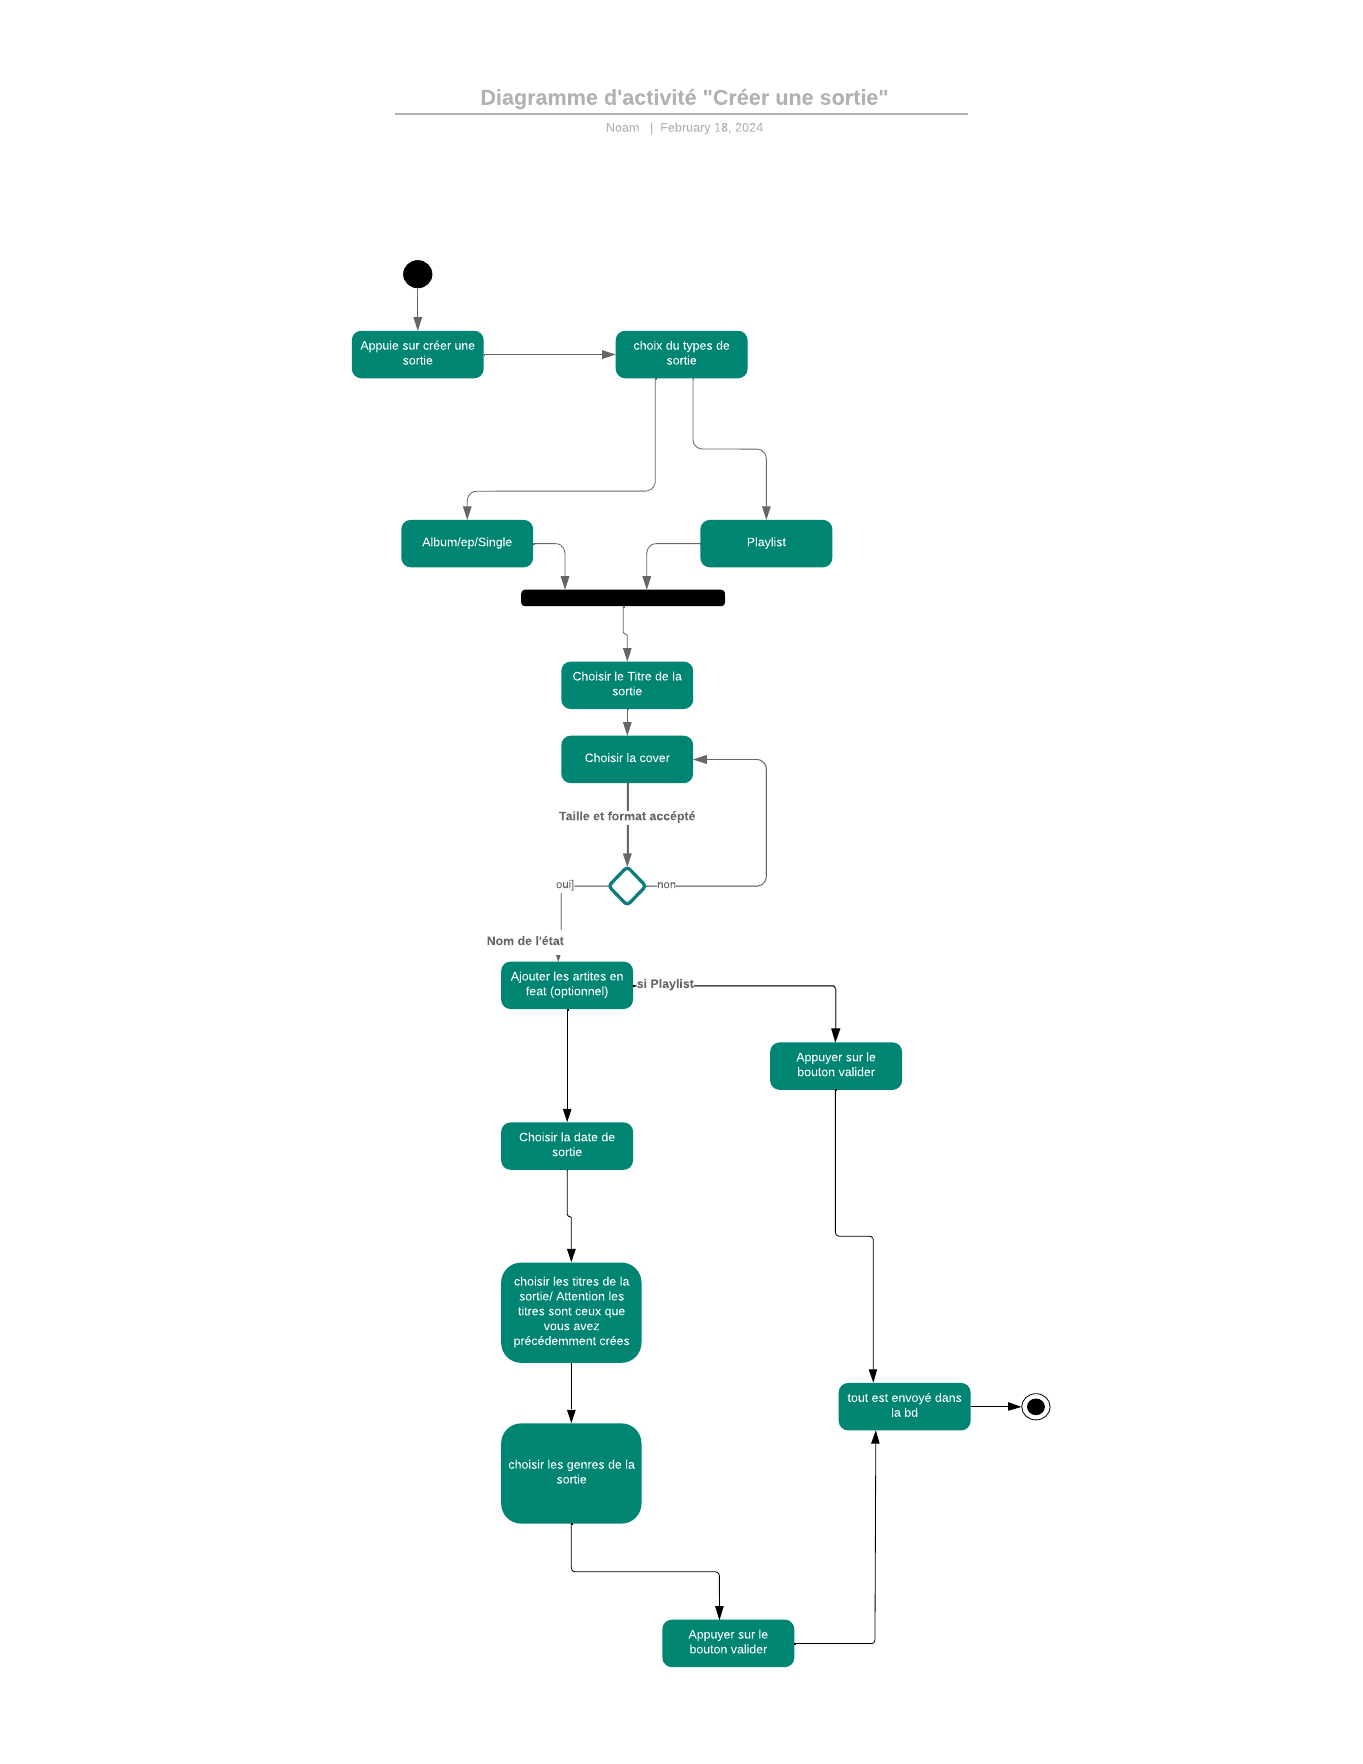 Diagramme d'activité "Créer une sortie"
Noam | February 18, 2024
Appuie sur créer une
sortie
choix du types de
sortie
Album/ep/Single
Playlist
Choisir le Titre de la
sortie
Choisir la cover
Taille et format accépté
oui]
non
Nom de l'état
Ajouter les artites en
feat (optionnel)
si Playlist
Appuyer sur le
bouton valider
Choisir la date de
sortie
choisir les titres de la
sortie/ Attention les
titres sont ceux que
vous avez
précédemment crées
tout est envoyé dans
la bd
choisir les genres de la
sortie
Appuyer sur le
bouton valider